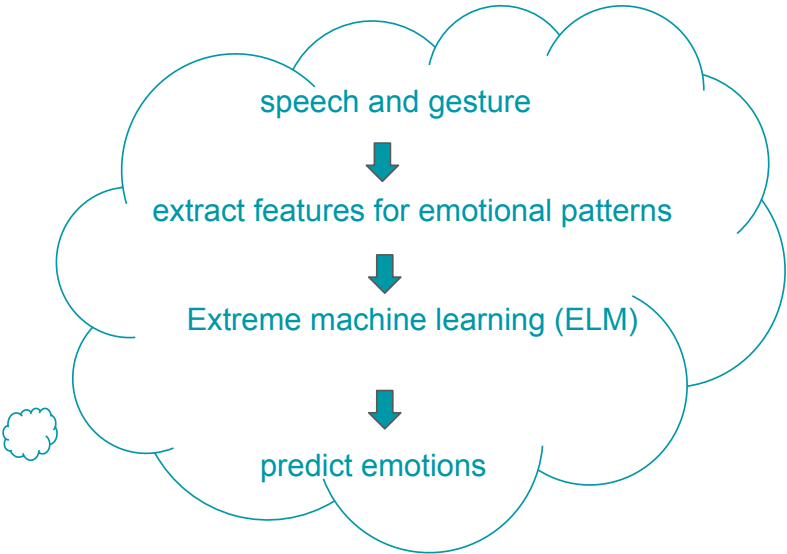 speech and gesture
extract features for emotional patterns
Extreme machine learning (ELM)
predict emotions